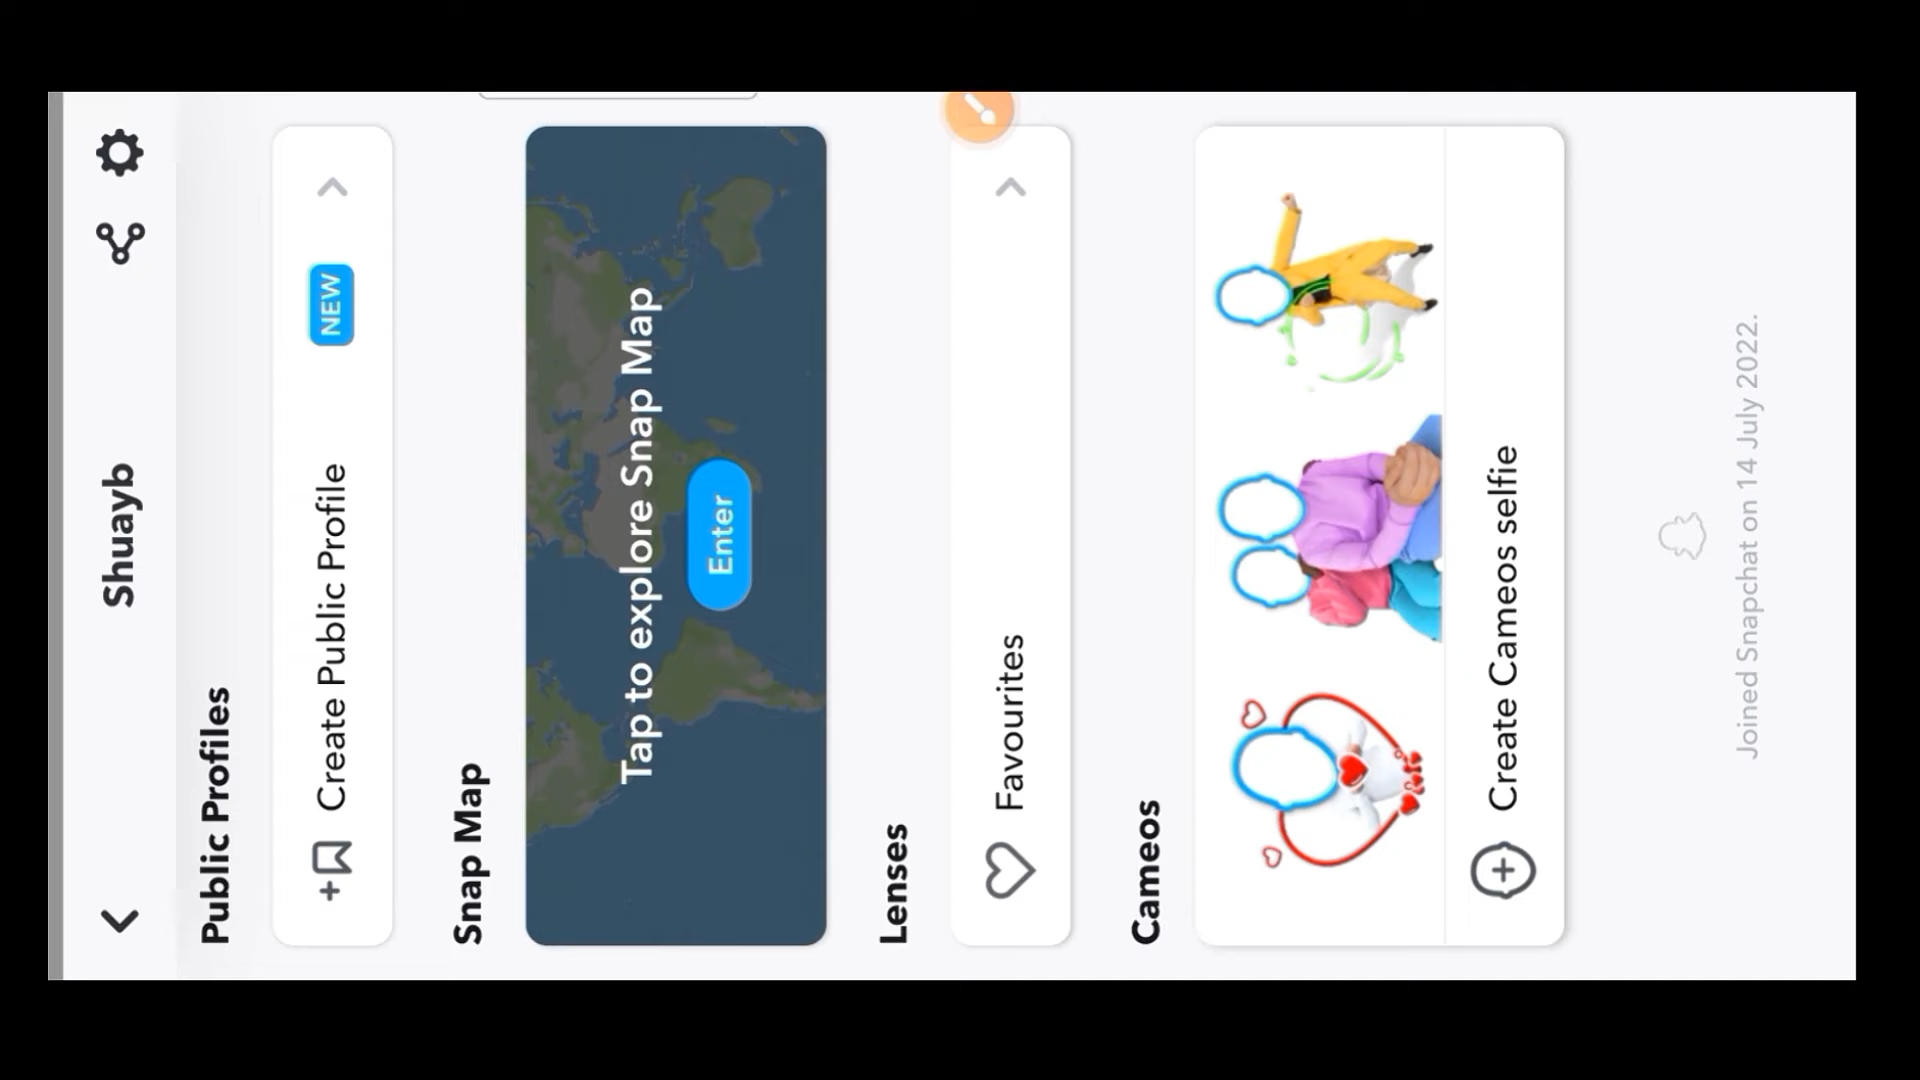 Shuayb
Public Profiles
Create Public Profile
NEW
Snap Map
Tap to explore Snap Map
Enter
Lenses
Favourites
Cameos
Create Cameos selfie
Joined Snapchat on 14 July 2022.